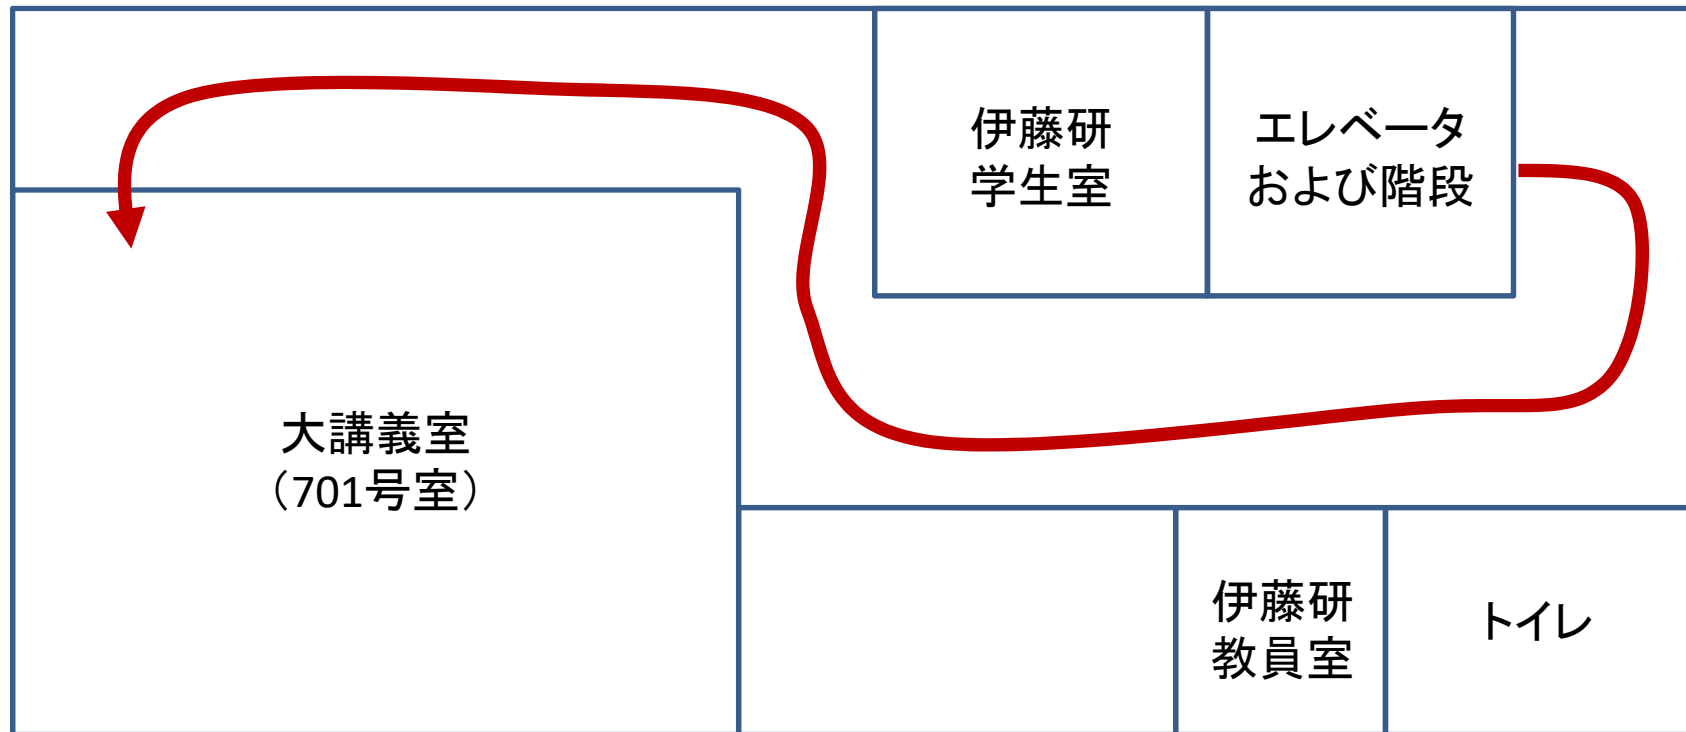 伊藤研
学生室
エレベータ
および階段
大講義室
（701号室）
伊藤研
教員室
トイレ